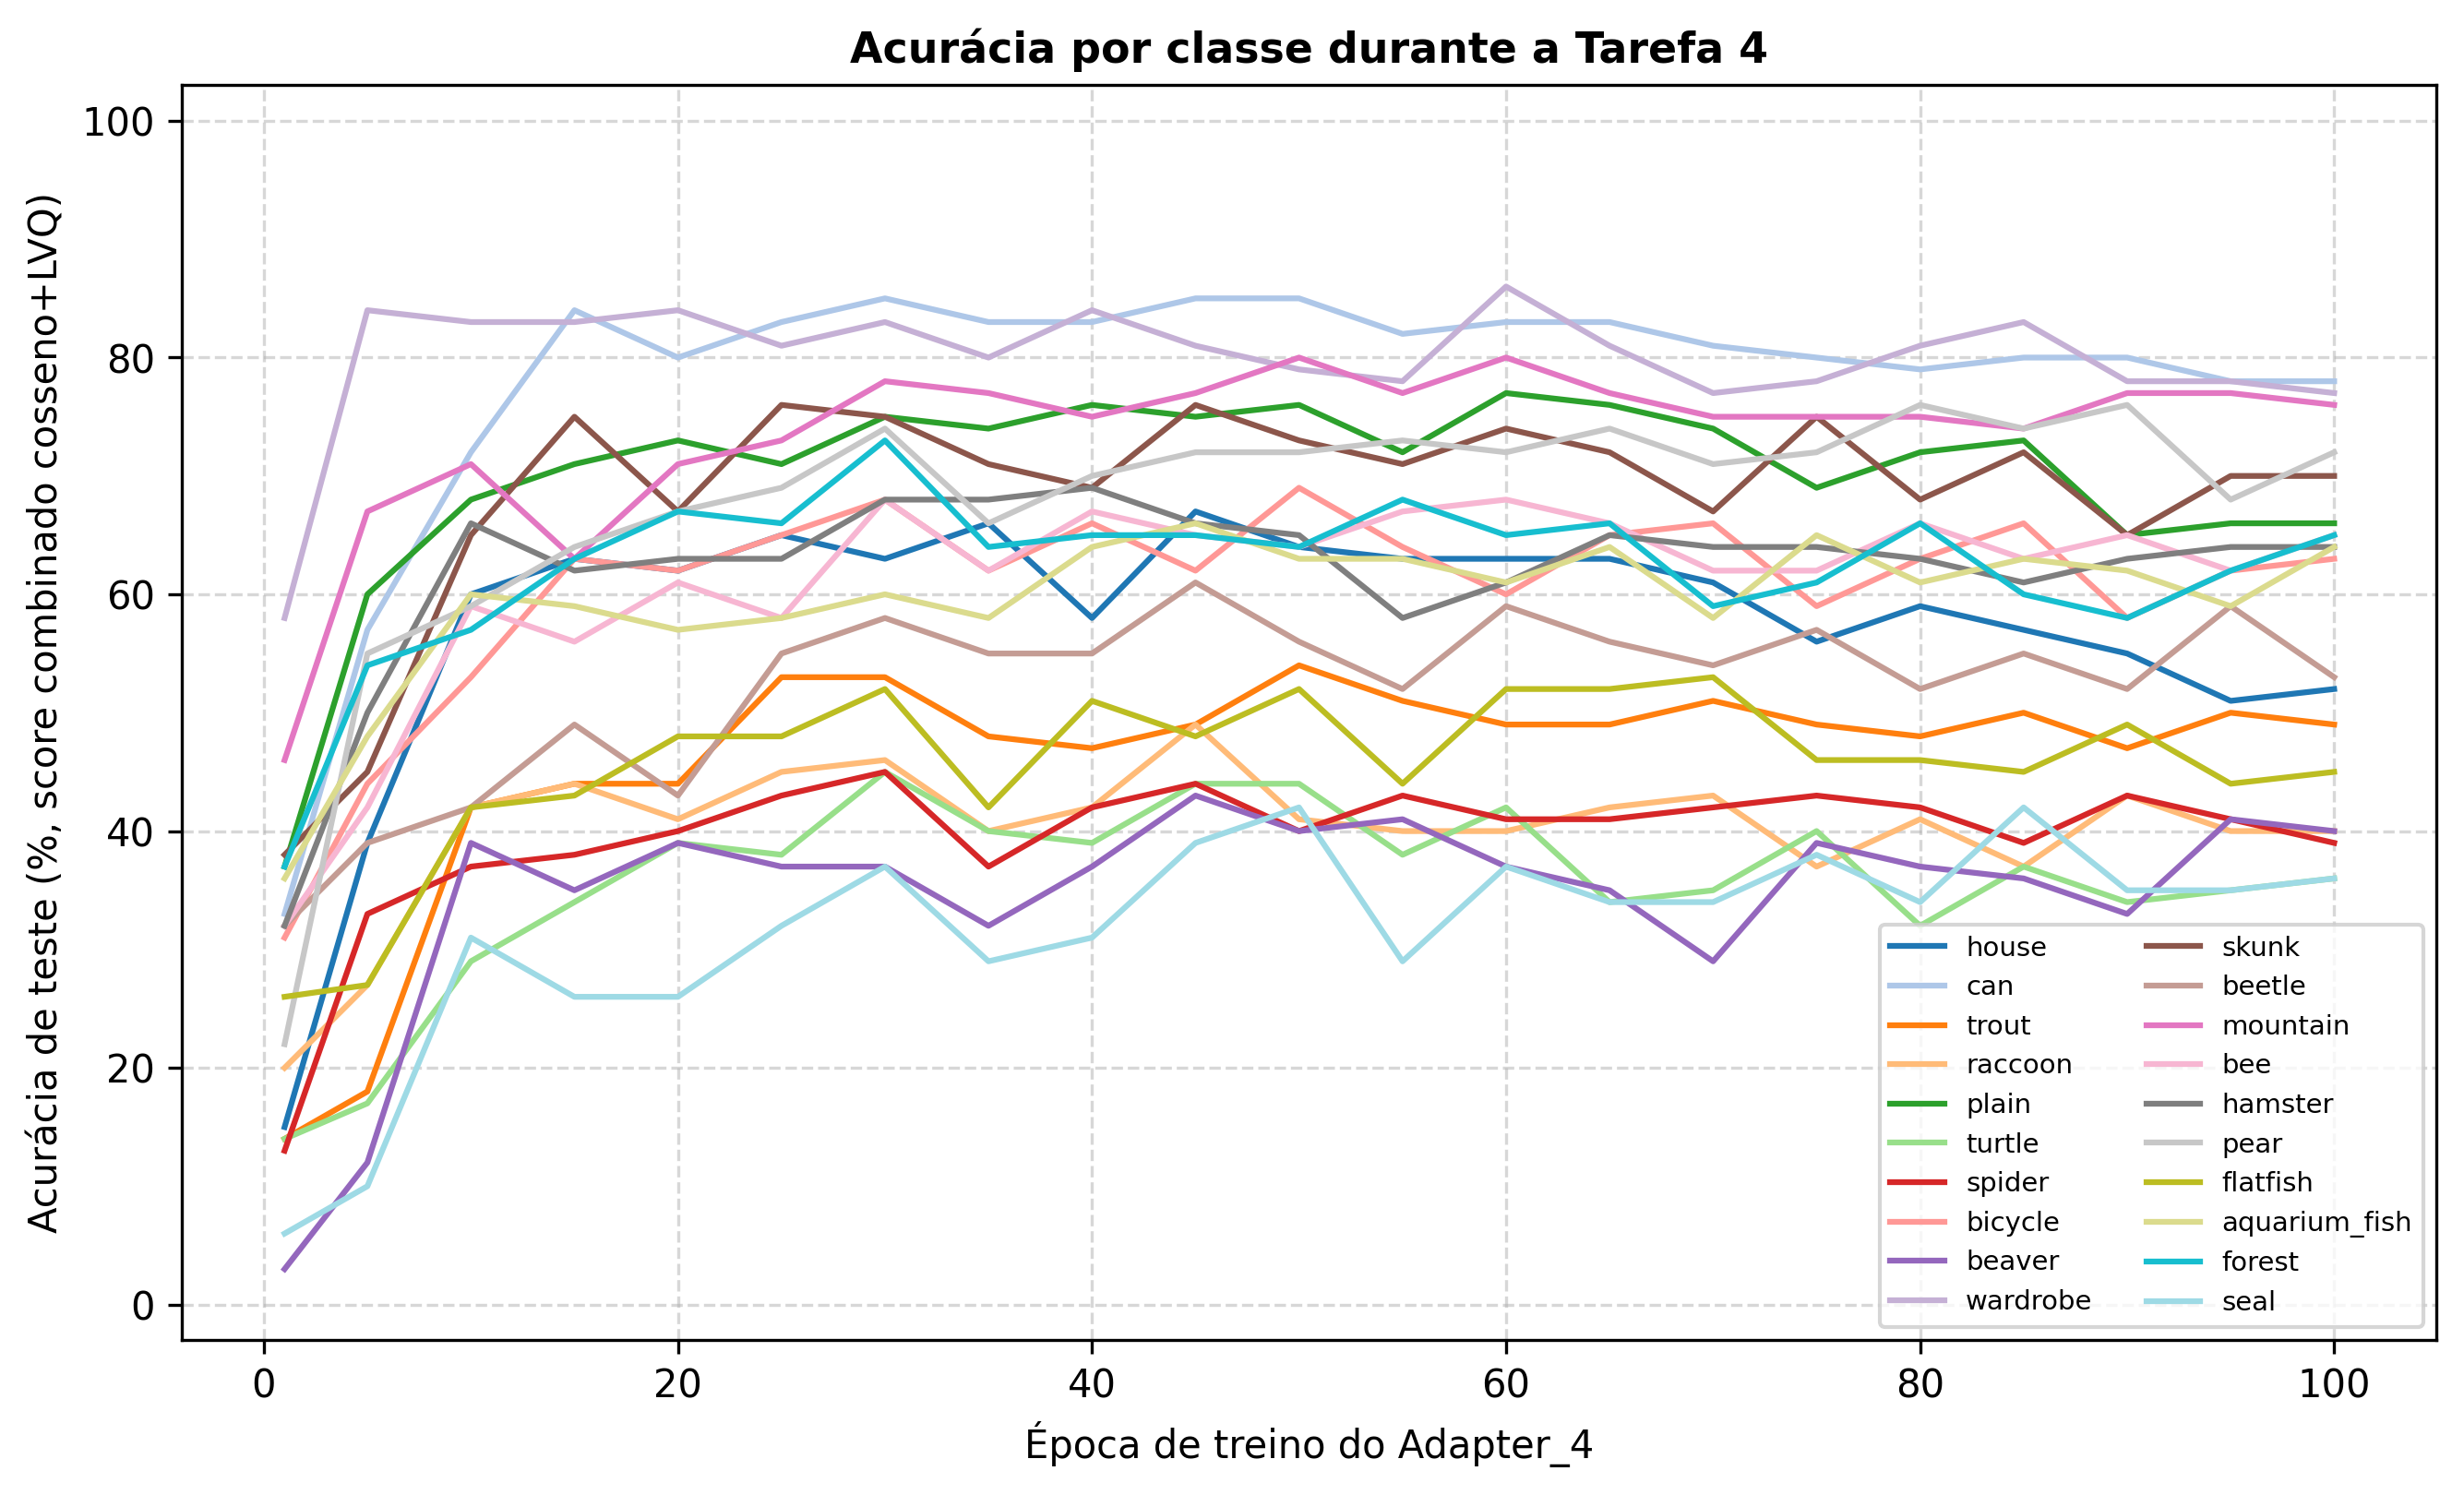 Acurácia por classe durante a Tarefa 4
Acurácia de teste (%, score combinado cosseno+LVQ)
100
80
60
40
20
0
0 20 40 60 80 100
Época de treino do Adapter_4
house
can
trout
raccoon
plain
turtle
spider
bicycle
beaver
wardrobe
skunk
beetle
mountain
bee
hamster
pear
flatfish
aquarium_fish
forest
seal